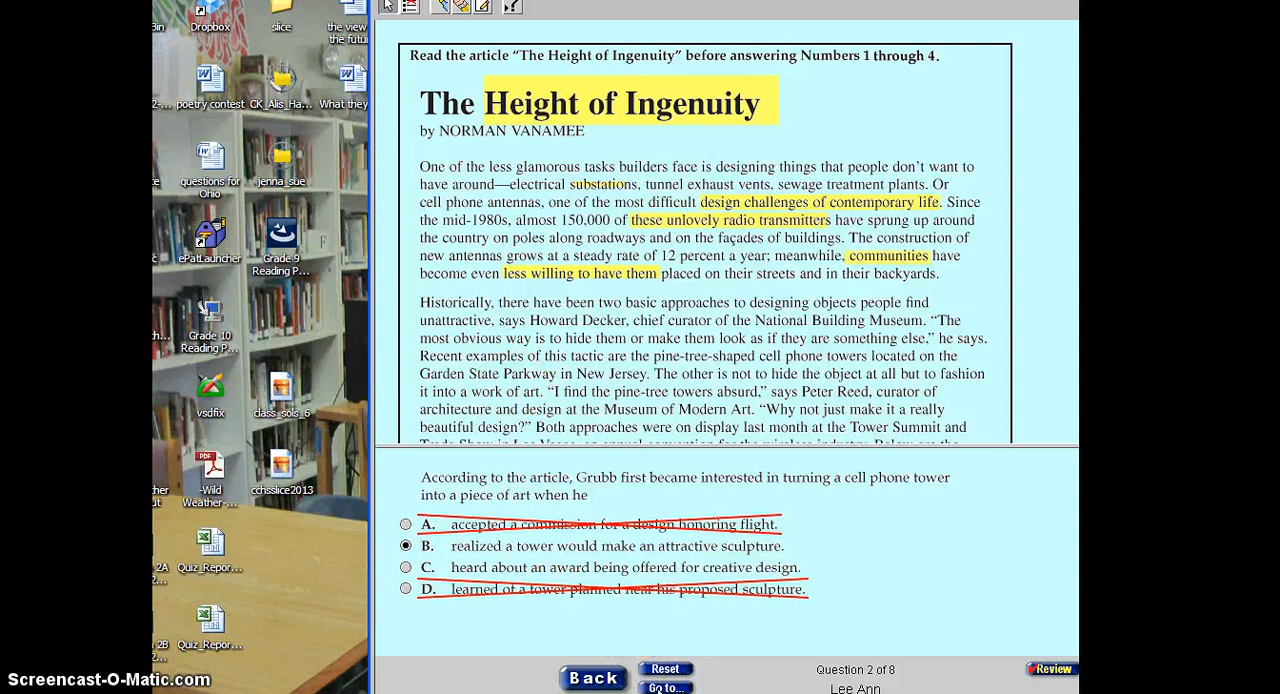 Bin
Dropbox
slice
the view
the futu
poetry contest
CK_Alis_Ha...
What they
questions for
Ohio
jenna_sue
ePatLauncher
F
Grade 9
Reading P...
Grade 10
Reading P...
vsdfix
class_sols_6
-Wild
Weather-...
cchsslice2013
PDF
2A
Quiz_Repor...
2B
Quiz_Repor...
Read the article “The Height of Ingenuity” before answering Numbers 1 through 4.
The Height of Ingenuity
by NORMAN VANAMEE
One of the less glamorous tasks builders face is designing things that people don’t want to
have around—electrical substations, tunnel exhaust vents, sewage treatment plants. Or
cell phone antennas, one of the most difficult design challenges of contemporary life. Since
the mid-1980s, almost 150,000 of these unlovely radio transmitters have sprung up around
the country on poles along roadways and on the façades of buildings. The construction of
new antennas grows at a steady rate of 12 percent a year; meanwhile, communities have
become even less willing to have them placed on their streets and in their backyards.
Historically, there have been two basic approaches to designing objects people find
unattractive, says Howard Decker, chief curator of the National Building Museum. “The
most obvious way is to hide them or make them look as if they are something else,” he says.
Recent examples of this tactic are the pine-tree-shaped cell phone towers located on the
Garden State Parkway in New Jersey. The other is not to hide the object at all but to fashion
it into a work of art. “I find the pine-tree towers absurd,” says Peter Reed, curator of
architecture and design at the Museum of Modern Art. “Why not just make it a really
beautiful design?” Both approaches were on display last month at the Tower Summit and
According to the article, Grubb first became interested in turning a cell phone tower
into a piece of art when he
A. accepted a commission for a design honoring flight.
B. realized a tower would make an attractive sculpture.
C. heard about an award being offered for creative design.
D. learned of a tower planned near his proposed sculpture.
Back
Reset
Go to...
Question 2 of 8
Lee Ann
Review
Screencast-O-Matic.com